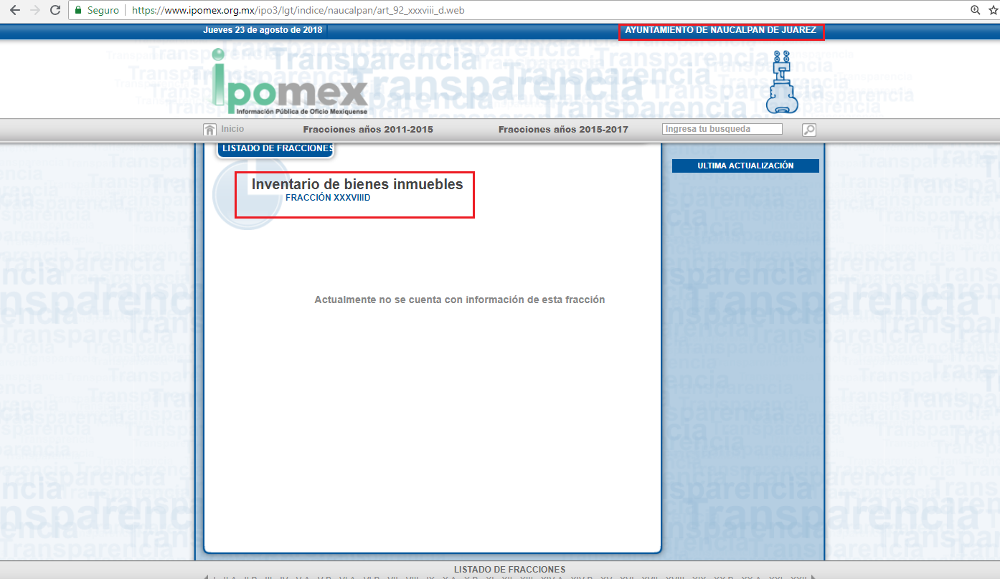 Seguro
https://www.ipomex.org.mx/ipo3/lgt/indice/naucalpan/art_92_xxxviii_d.web
Jueves 23 de agosto de 2018
AYUNTAMIENTO DE NAUCALPAN DE JUAREZ
Transparencia
ipomex
Información Pública de Oficio Mexiquense
Inicio
Fracciones años 2011-2015
Fracciones años 2015-2017
Ingresa tu busqueda
LISTADO DE FRACCIONES
ULTIMA ACTUALIZACIÓN
Inventario de bienes inmuebles
FRACCIÓN XXXVIIID
Actualmente no se cuenta con información de esta fracción
LISTADO DE FRACCIONES